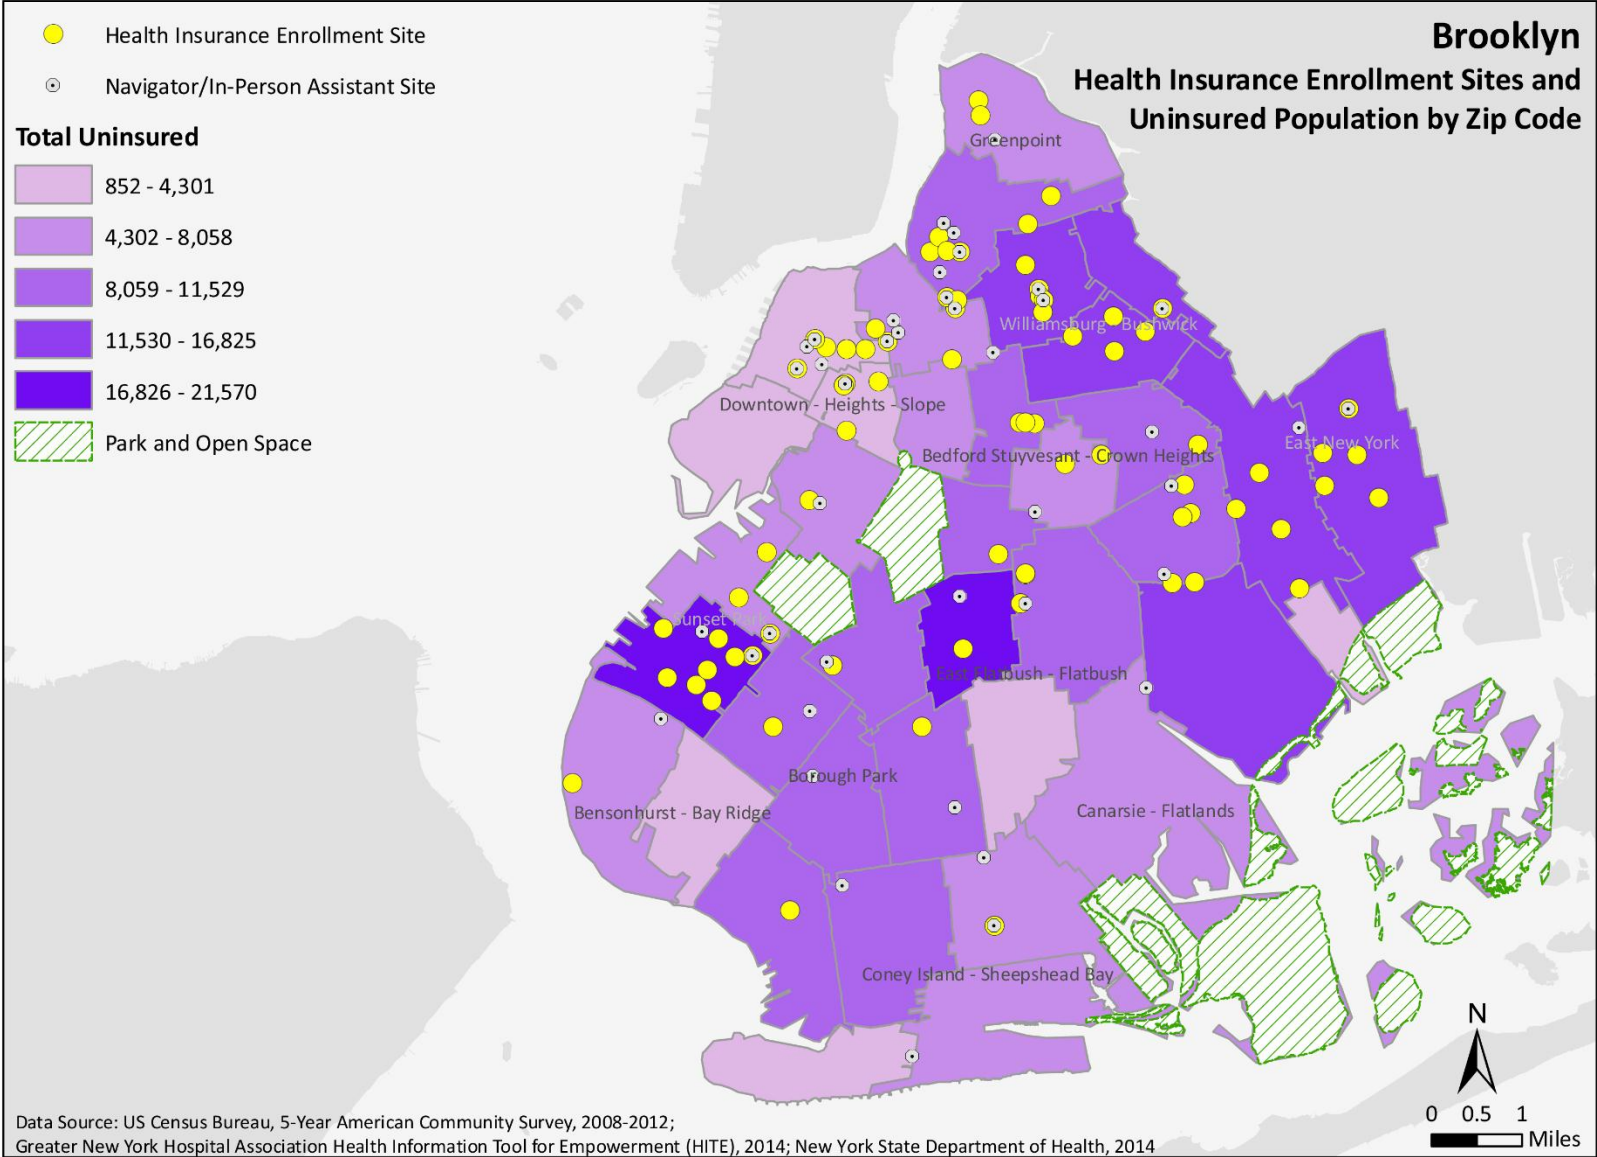 Brooklyn
Health Insurance Enrollment Sites and
Uninsured Population by Zip Code
Health Insurance Enrollment Site
Navigator/In-Person Assistant Site
Total Uninsured
852 - 4,301
4,302 - 8,058
8,059 - 11,529
11,530 - 16,825
16,826 - 21,570
Park and Open Space
Greenpoint
Williamsburg - Bushwick
Downtown - Heights - Slope
East New York
Bedford Stuyvesant - Crown Heights
Sunset Park
East Flatbush - Flatbush
Borough Park
Bensonhurst - Bay Ridge
Canarsie - Flatlands
Coney Island - Sheepshead Bay
N
0 0.5 1
Miles
Data Source: US Census Bureau, 5-Year American Community Survey, 2008-2012;
Greater New York Hospital Association Health Information Tool for Empowerment (HITE), 2014; New York State Department of Health, 2014